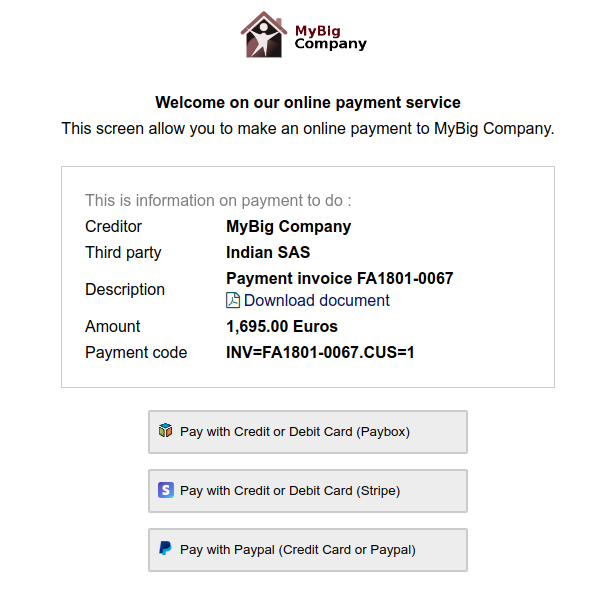 MyBig
Company
Welcome on our online payment service
This screen allow you to make an online payment to MyBig Company.
This is information on payment to do :
Creditor MyBig Company
Third party Indian SAS
Description Payment invoice FA1801-0067
Download document
Amount 1,695.00 Euros
Payment code INV=FA1801-0067.CUS=1
Pay with Credit or Debit Card (Paybox)
S Pay with Credit or Debit Card (Stripe)
Pay with Paypal (Credit Card or Paypal)